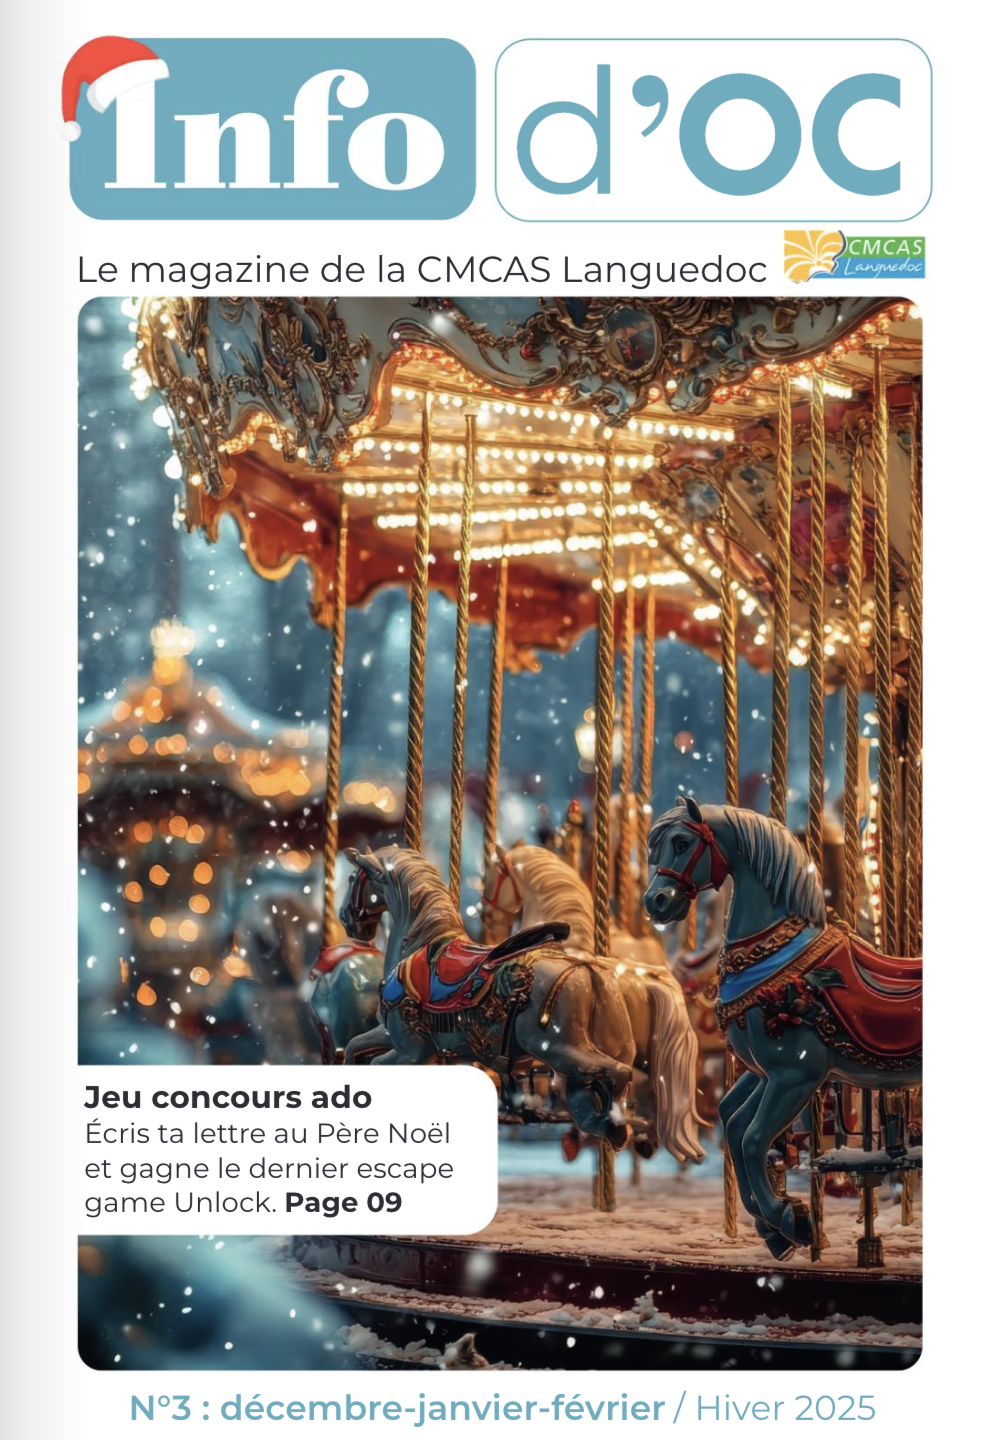 Info d'OC
Le magazine de la CMCAS Languedoc
CMCAS
Languedoc
Jeu concours ado
Écris ta lettre au Père Noël
et gagne le dernier escape
game Unlock. Page 09
N°3 : décembre-janvier-février / Hiver 2025